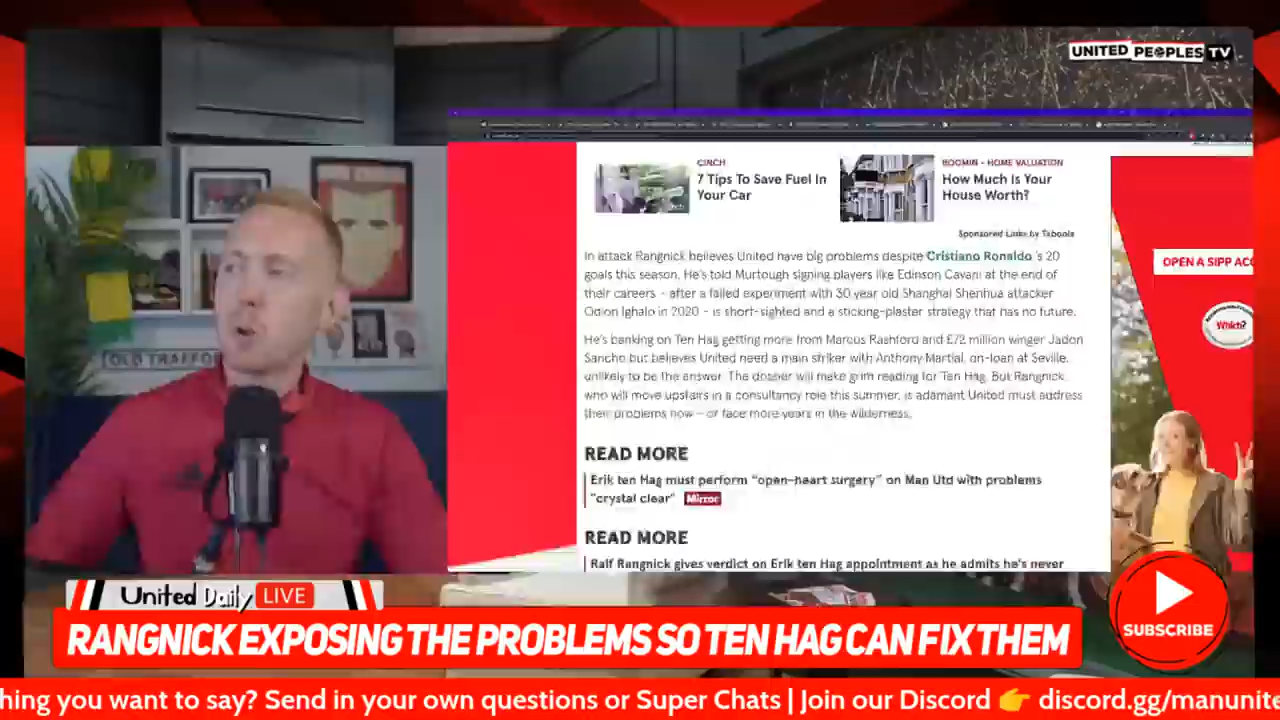 UNITED PEOPLES TV
CINCH
7 Tips To Save Fuel In
Your Car
BOOMIN - HOME VALUATION
How Much Is Your
House Worth?
Sponsored Links by Taboola
In attack Rangnick believes United have big problems despite Cristiano Ronaldo 's 20
goals this season. He's told Murtough signing players like Edinson Cavani at the end of
their careers - after a failed experiment with 30 year old Shanghai Shenhua attacker
Odion Ighalo in 2020 - is short-sighted and a sticking-plaster strategy that has no future.
He's banking on Ten Hag getting more from Marcus Rashford and £72 million winger Jadon
Sancho but believes United need a main striker with Anthony Martial, on-loan at Seville,
unlikely to be the answer. The dossier will make grim reading for Ten Hag. But Rangnick,
who will move upstairs in a consultancy role this summer, is adamant United must address
their problems now - or face more years in the wilderness.
READ MORE
Erik ten Hag must perform "open-heart surgery" on Man Utd with problems
"crystal clear" Mirror
READ MORE
Ralf Rangnick gives verdict on Erik ten Hag appointment as he admits he's never
OPEN A SIPP ACC
Which?
OLD TRAFFO
United Daily LIVE
RANGNICK EXPOSING THE PROBLEMS SO TEN HAG CAN FIX THEM
SUBSCRIBE
hing you want to say? Send in your own questions or Super Chats | Join our Discord 👉 discord.gg/manunite